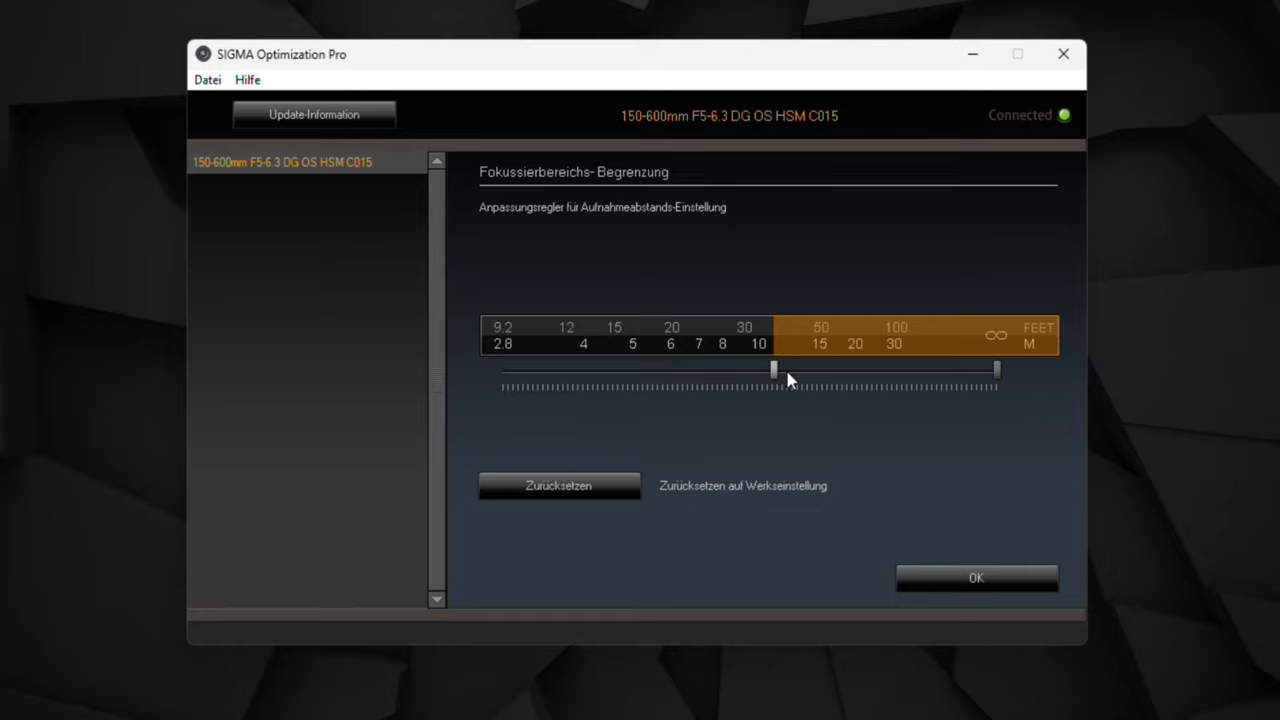 SIGMA Optimization Pro
Datei Hilfe
Update-Information
150-600mm F5-6.3 DG OS HSM C015
Connected
150-600mm F5-6.3 DG OS HSM C015
Fokussierbereichs- Begrenzung
Anpassungsregler für Aufnahmeabstands-Einstellung
9.2 12 15 20 30 50 100 ∞ FEET
2.8 4 5 6 7 8 10 15 20 30 M
Zurücksetzen
Zurücksetzen auf Werkseinstellung
OK